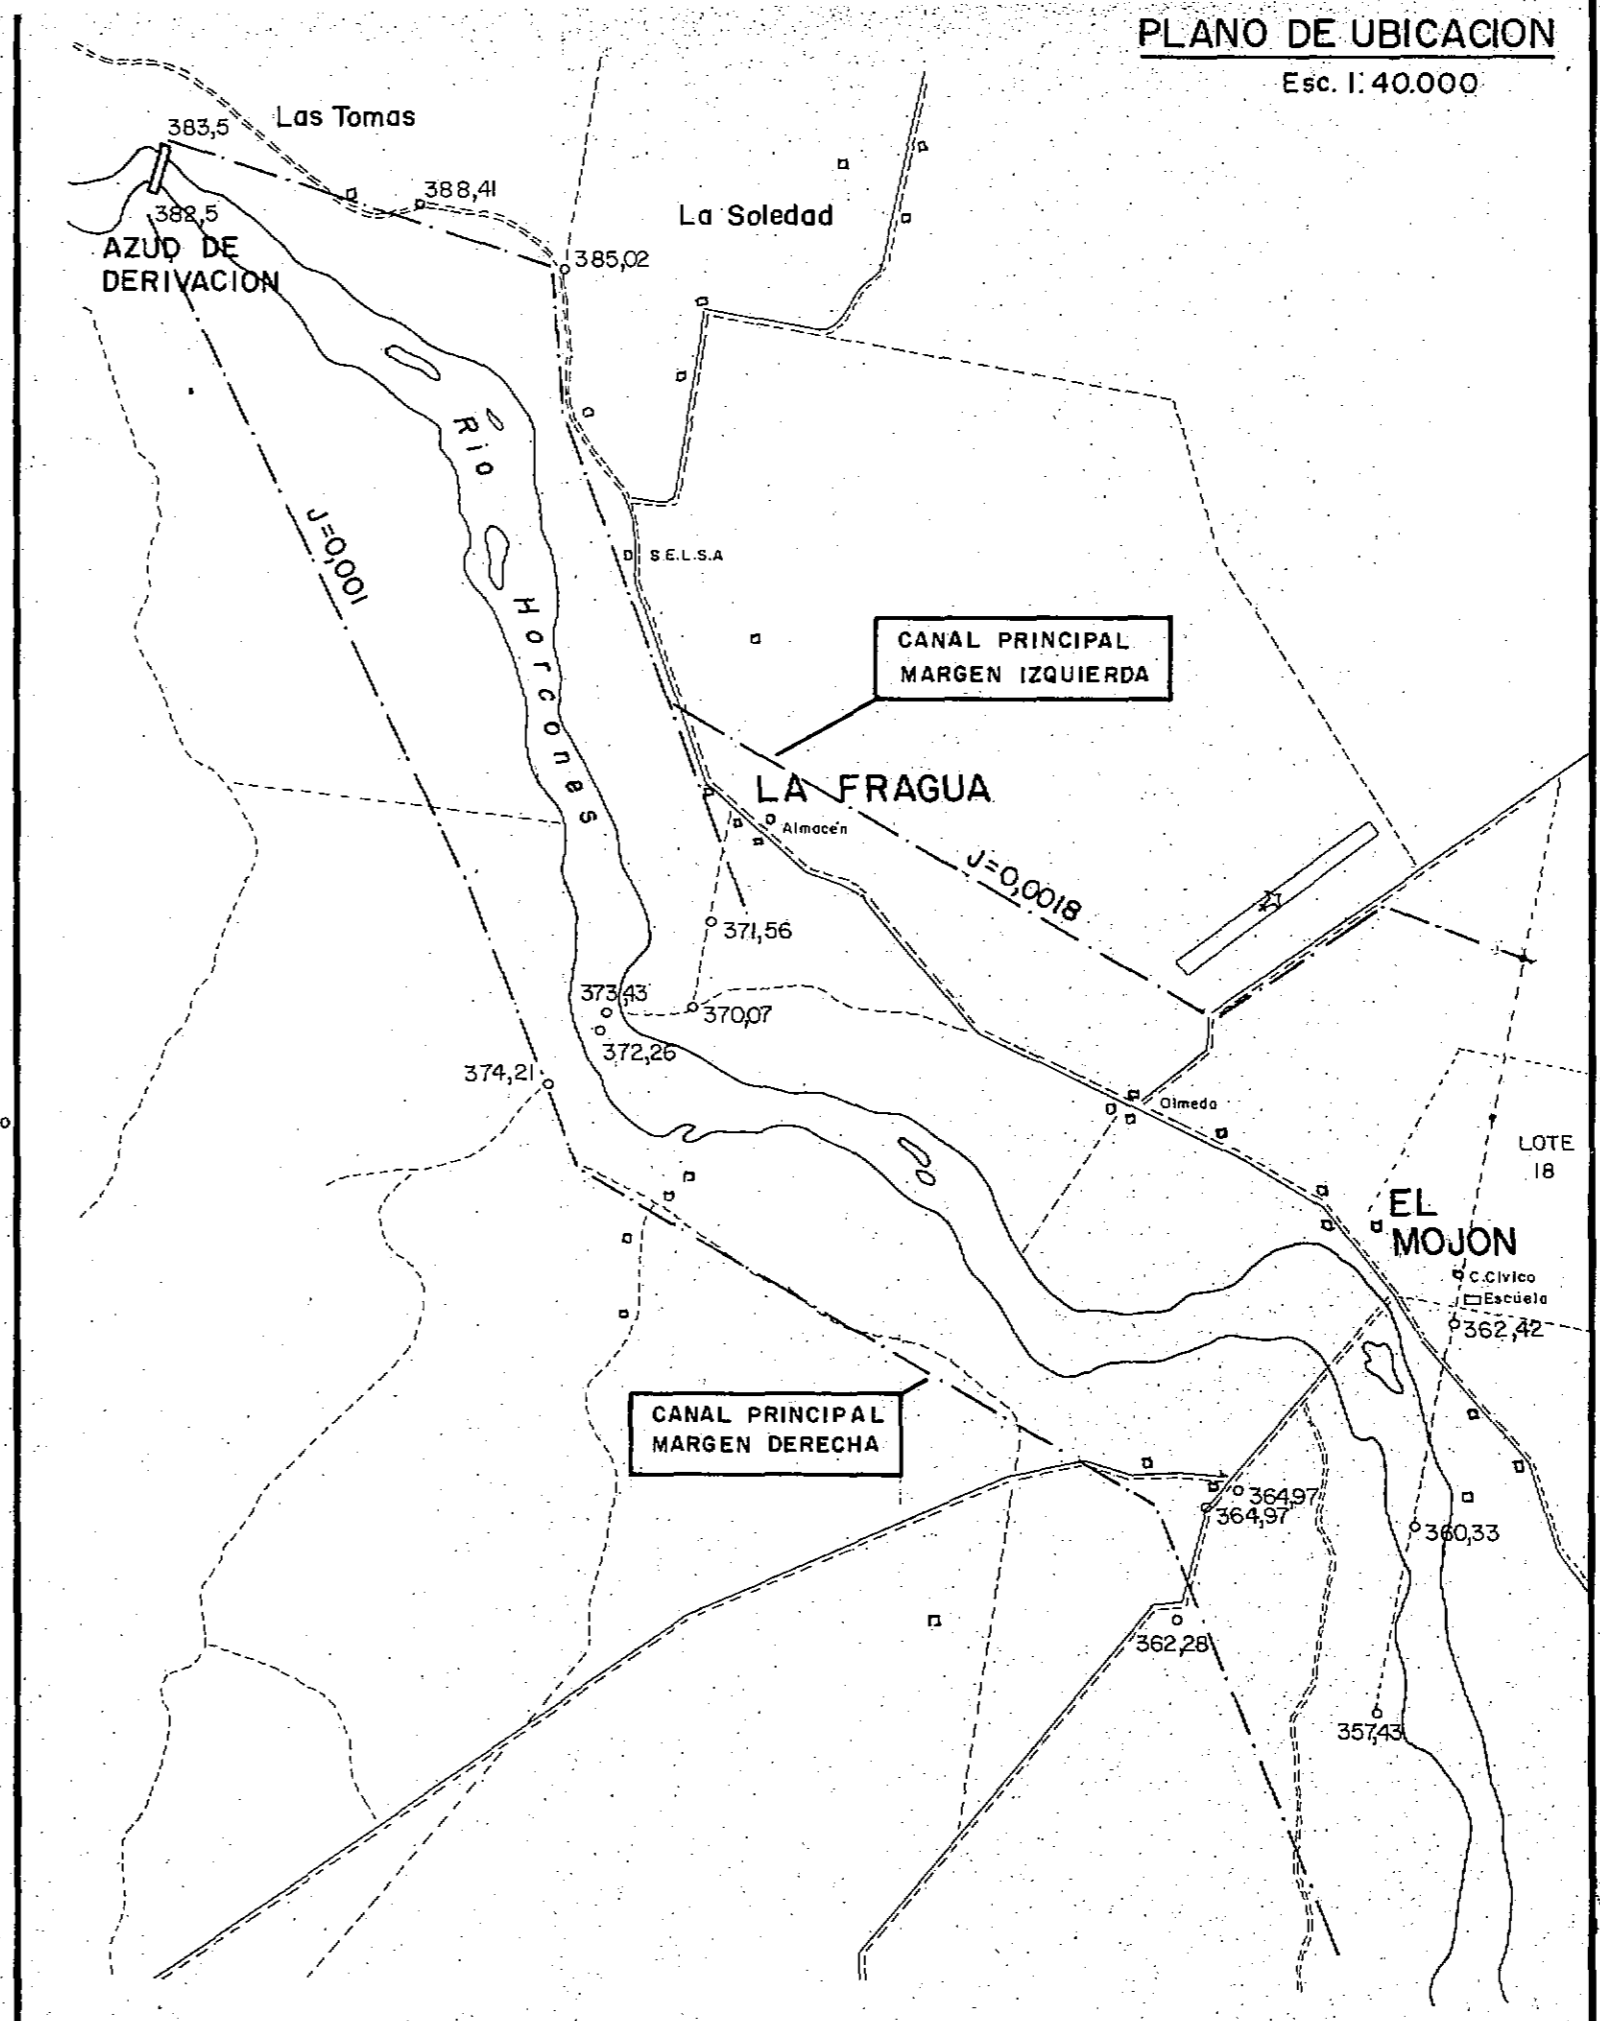 PLANO DE UBICACION
Esc. 1:40.000
Las Tomas
383,5
388,41
382,5
La Soledad
AZUD DE
DERIVACION
385,02
Rio Horcones
J=0,001
S.E.L.S.A
CANAL PRINCIPAL
MARGEN IZQUIERDA
LA FRAGUA
Almacén
J=0,0018
371,56
373,43
370,07
372,26
374,21
Olmedo
LOTE
18
EL
MOJON
C.Civico
Escuela
362,42
CANAL PRINCIPAL
MARGEN DERECHA
364,97
364,97
360,33
362,28
357,43